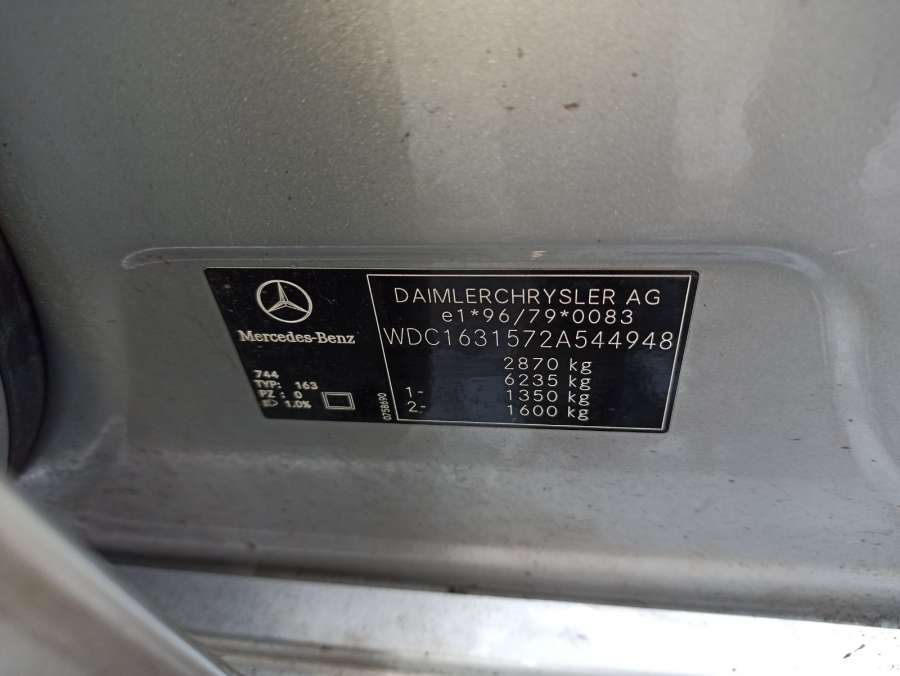 Mercedes-Benz
744
TYP: 163
PZ : 0
1.0%
0758690
DAIMLERCHRYSLER AG
e1*96/79*0083
WDC1631572A544948
2870 kg
6235 kg
1- 1350 kg
2.- 1600 kg